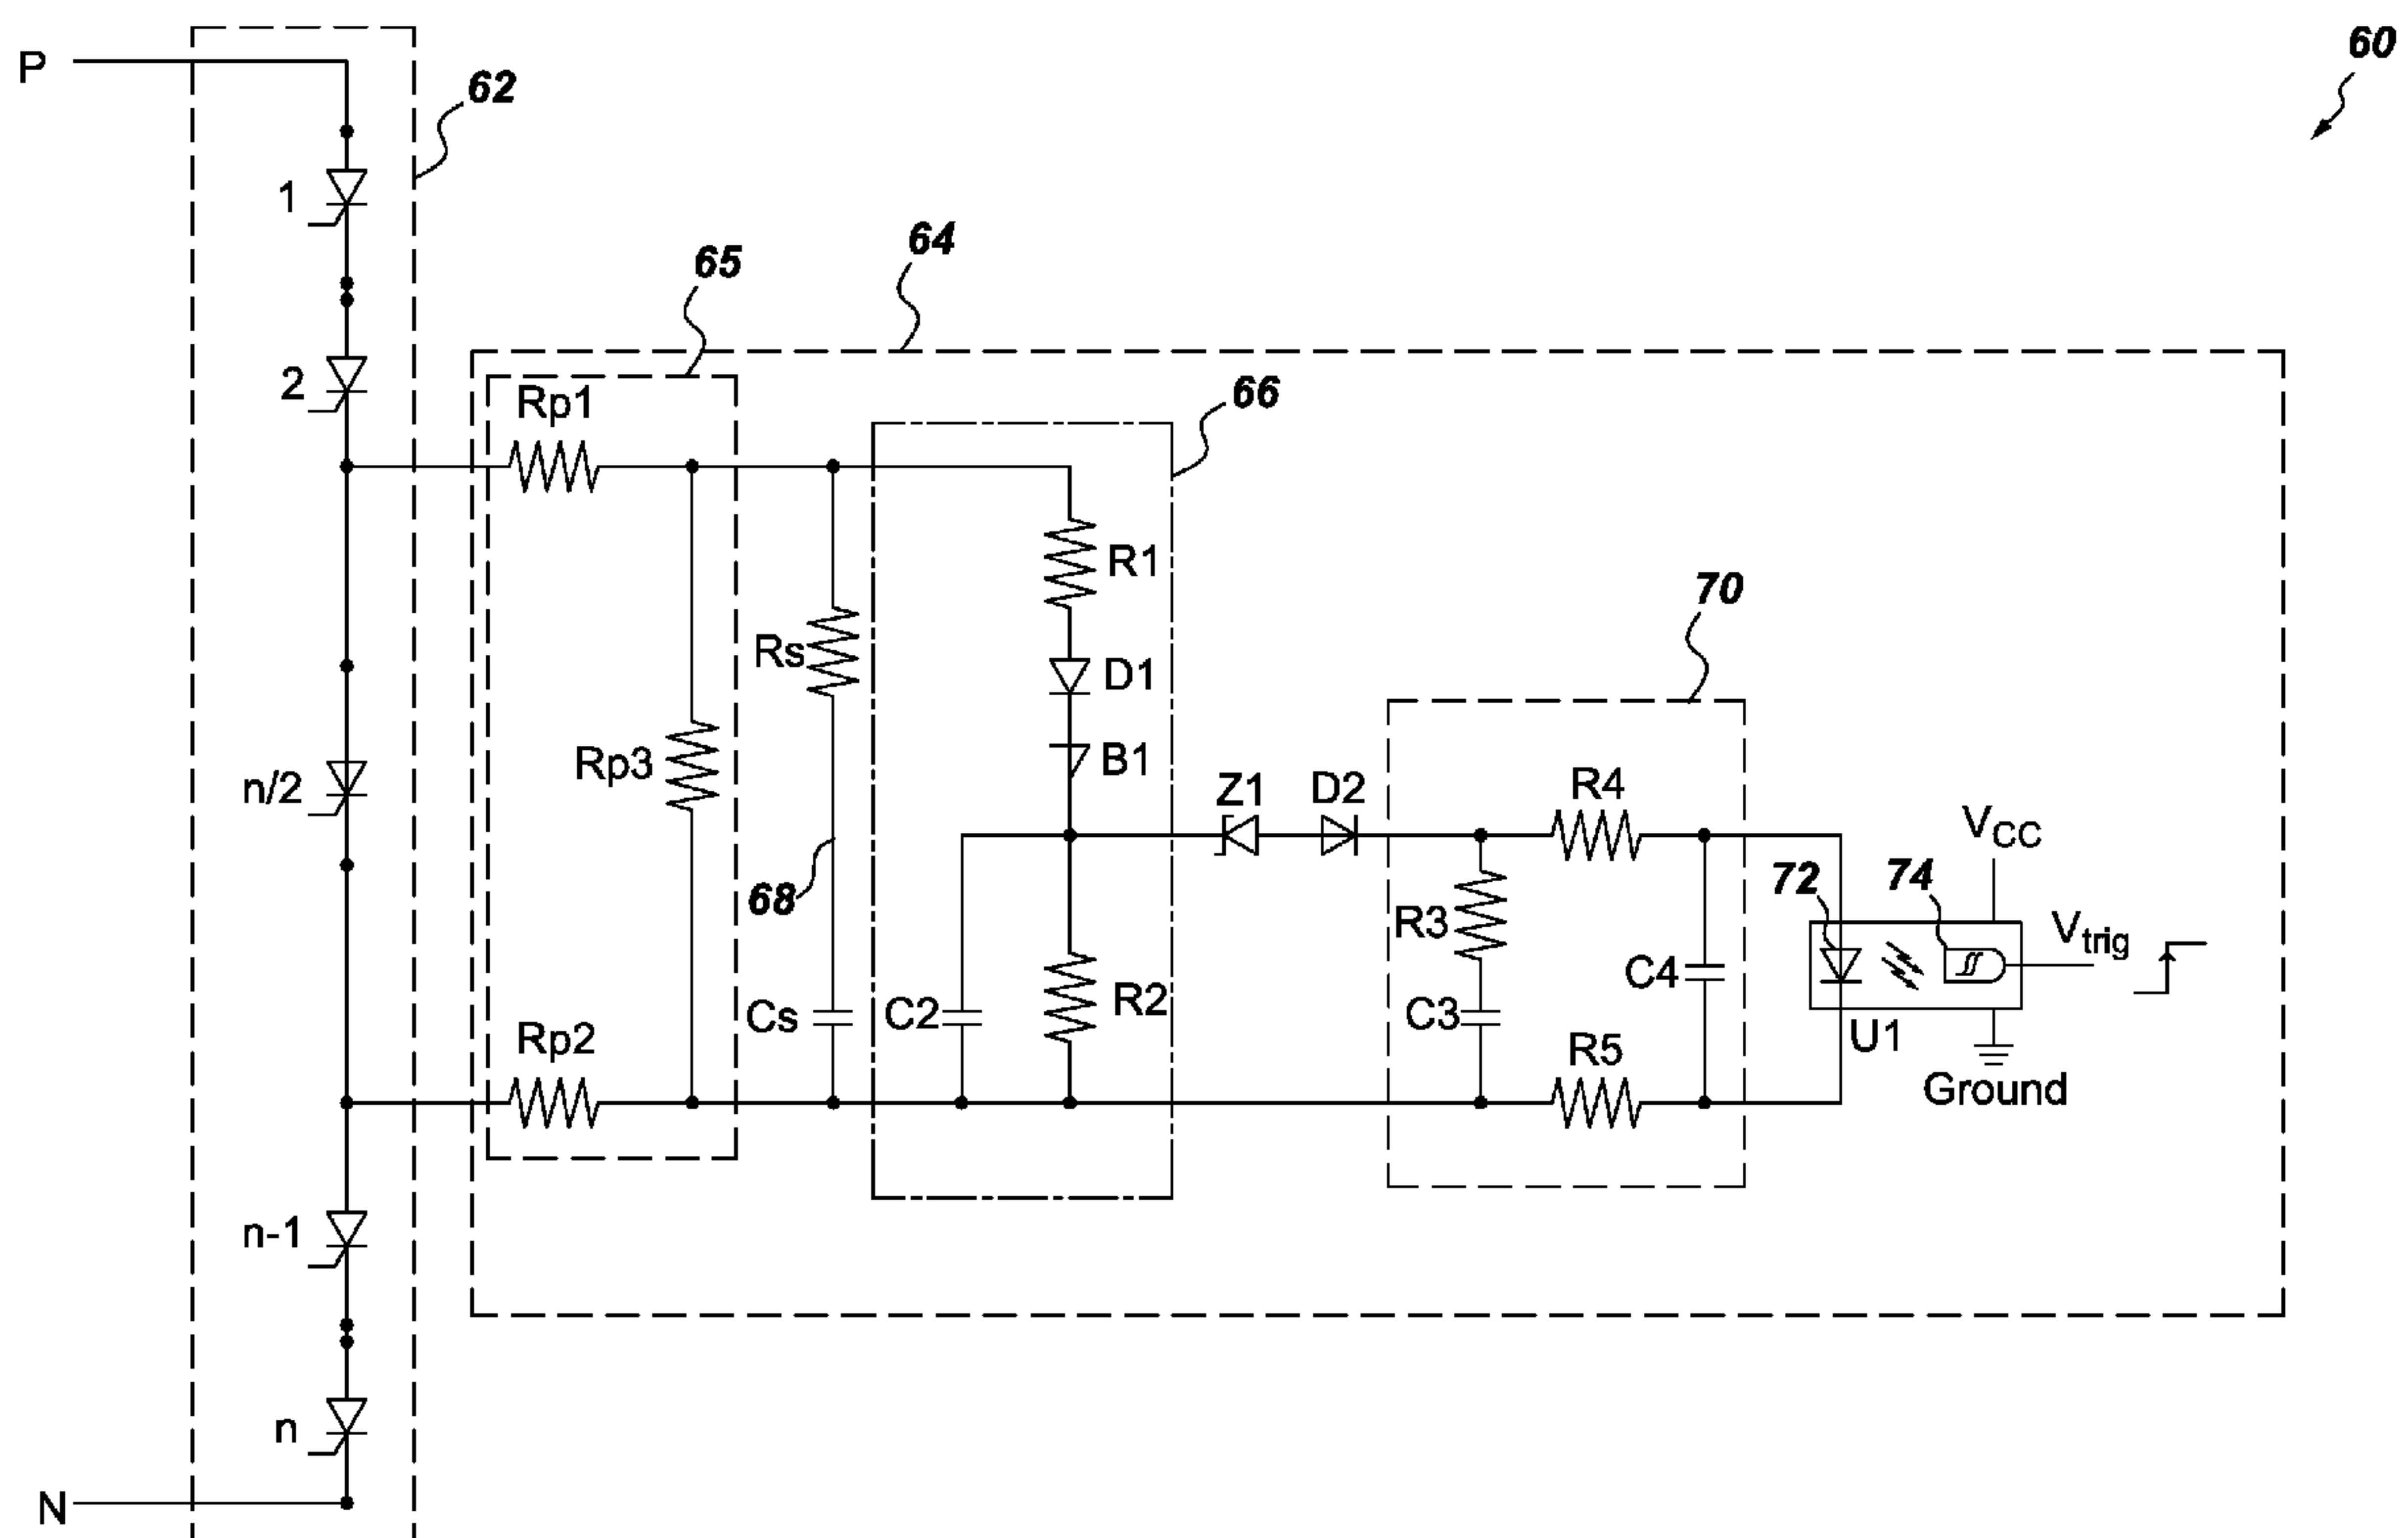 P
60
62
1
64
65
2
66
Rp1
R1
70
Rs
D1
Rp3
B1
n/2
Z1
D2
R4
VCC
72
74
68
R3
Vtrig
C4
Cs
C2
R2
C3
Rp2
R5
U1
Ground
n-1
n
N